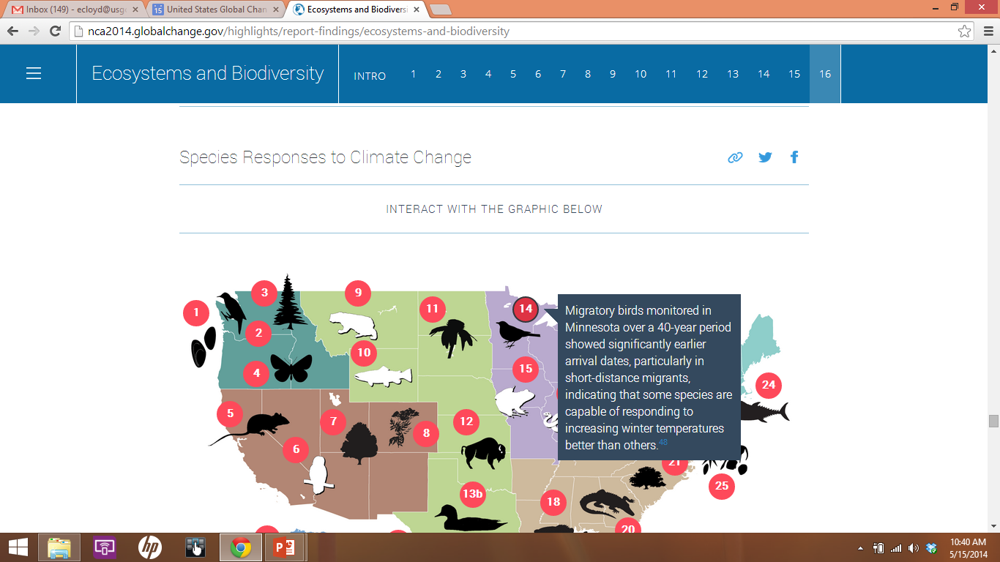 Inbox (149) - ecloyd@usg
United States Global Chan
Ecosystems and Biodivers
nca2014.globalchange.gov/highlights/report-findings/ecosystems-and-biodiversity
Ecosystems and Biodiversity
INTRO 1 2 3 4 5 6 7 8 9 10 11 12 13 14 15 16
Species Responses to Climate Change
INTERACT WITH THE GRAPHIC BELOW
1
3
2
4
9
10
11
14
15
Migratory birds monitored in
Minnesota over a 40-year period
showed significantly earlier
arrival dates, particularly in
short-distance migrants,
indicating that some species are
capable of responding to
increasing winter temperatures
better than others.48
24
5
7
8
12
6
21
25
13b
18
20
hp
10:40 AM
5/15/2014